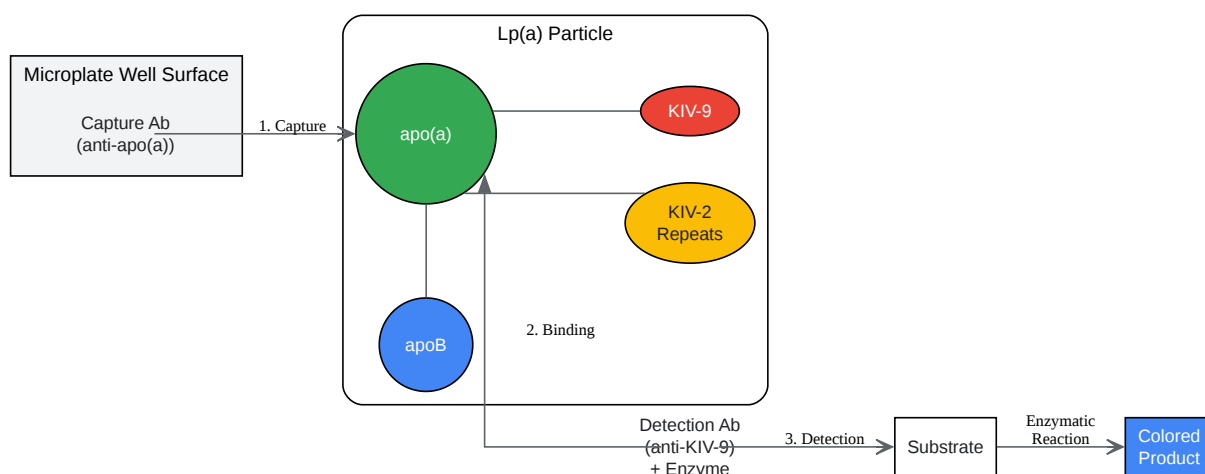 Lp(a) Particle
Microplate Well Surface
Capture Ab
(anti-apo(a))
1. Capture
apo(a)
KIV-9
KIV-2
Repeats
apoB
2. Binding
Detection Ab
(anti-KIV-9)
+ Enzyme
3. Detection
Substrate
Enzymatic
Reaction
Colored
Product